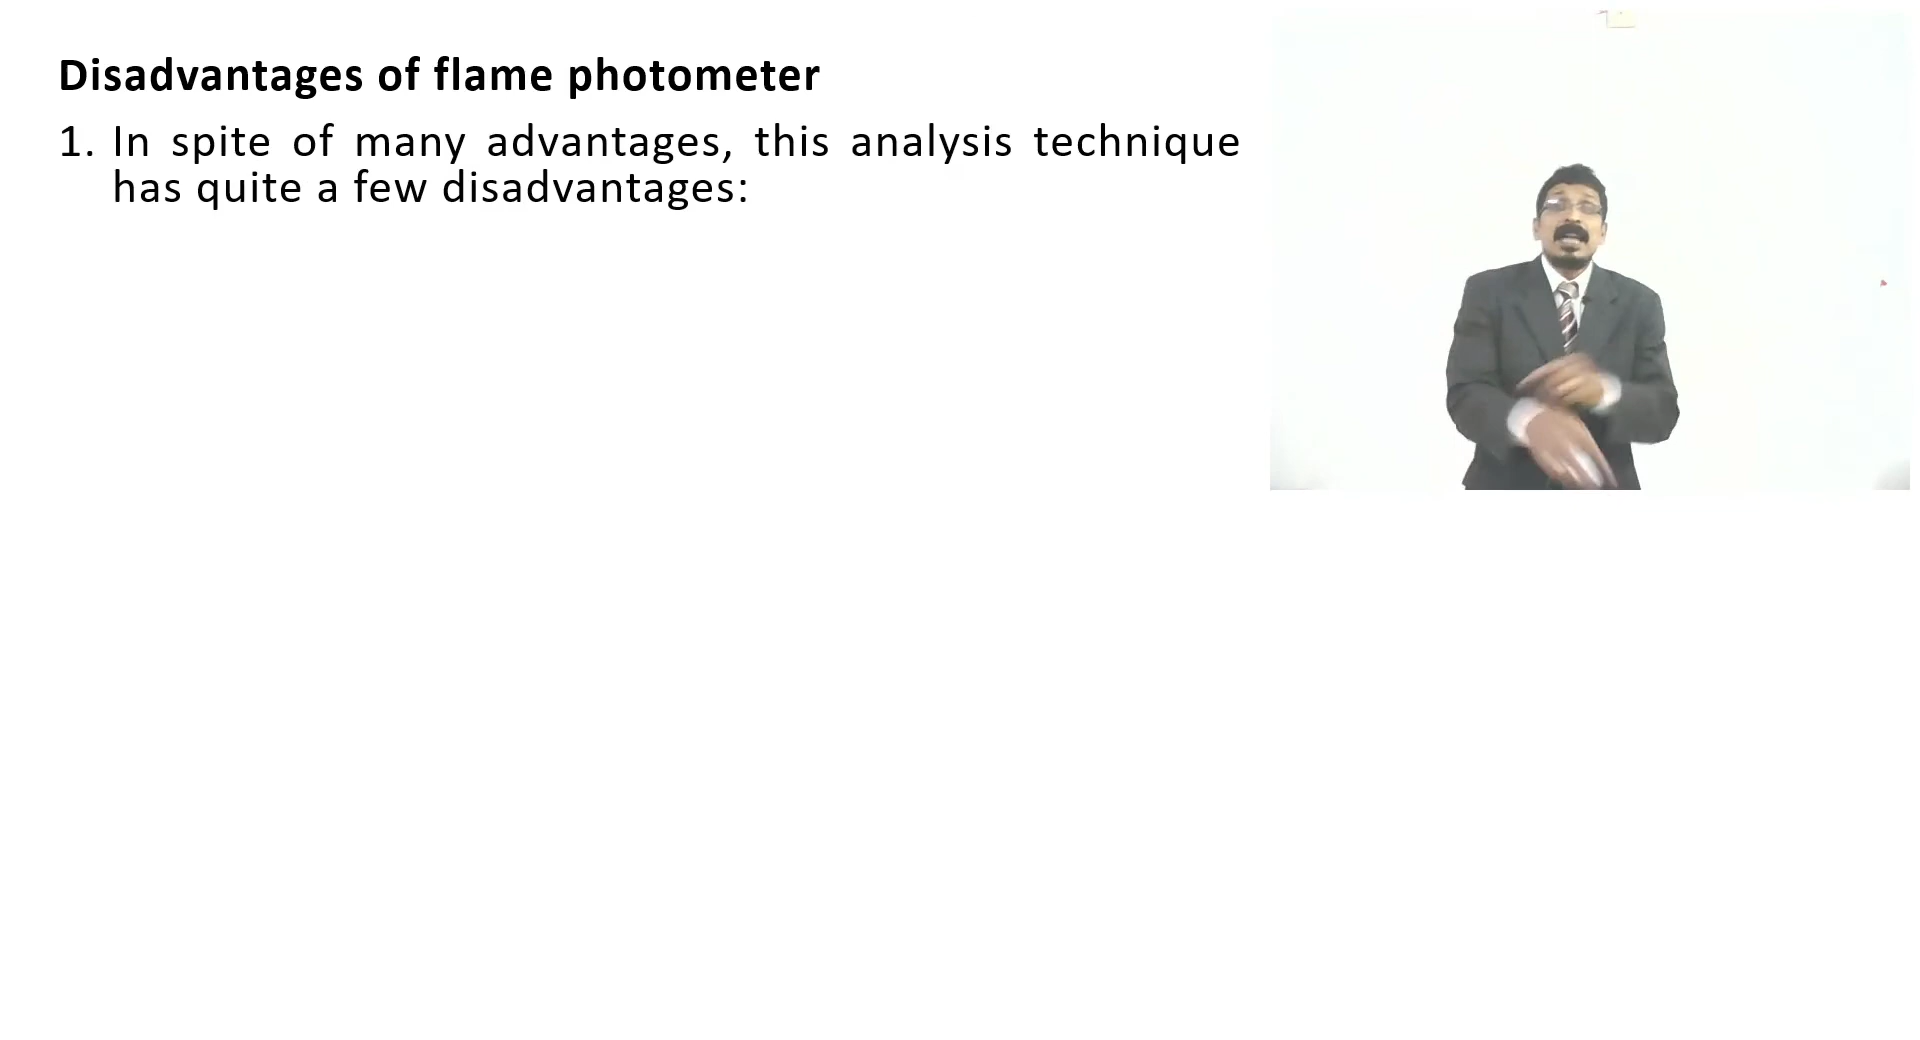 Disadvantages of flame photometer
1. In spite of many advantages, this analysis technique
has quite a few disadvantages: